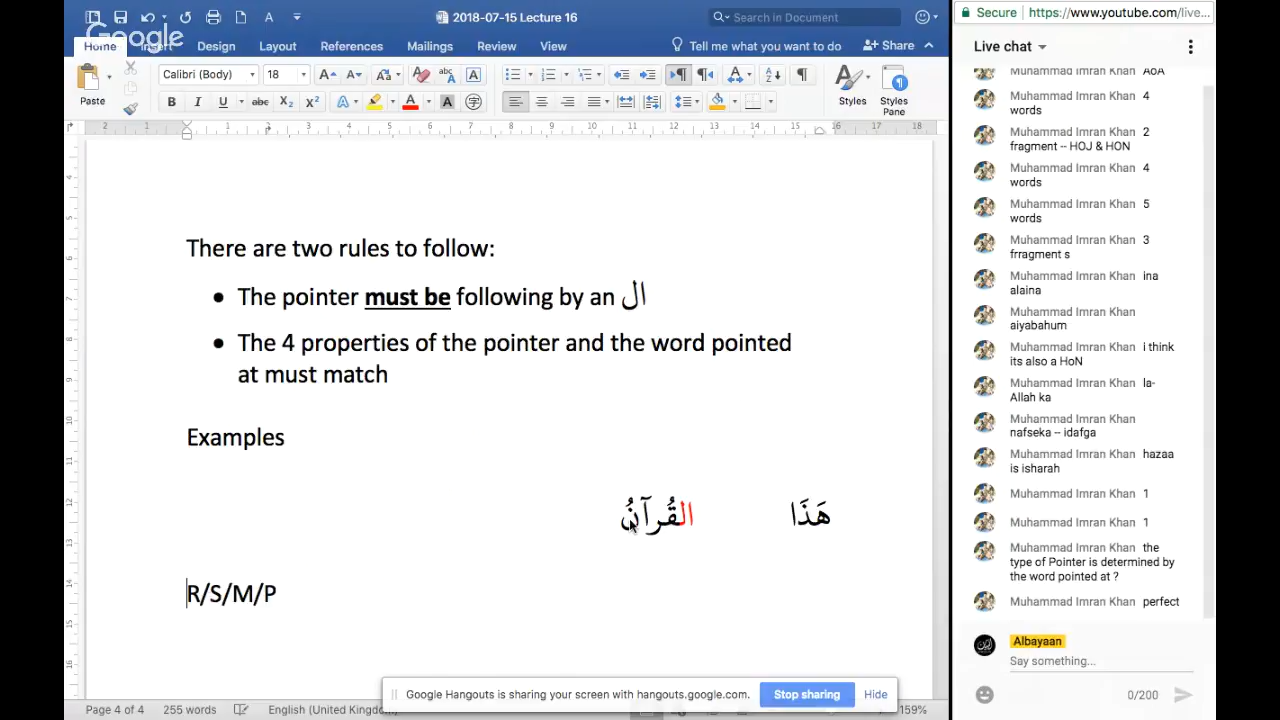 2018-07-15 Lecture 16
Search in Document
Google
Home Insert Design Layout References Mailings Review View
Tell me what you want to do
Share
Paste
Calibri (Body) 18
Styles
Styles Pane
There are two rules to follow:
• The pointer must be following by an ال
• The 4 properties of the pointer and the word pointed
at must match
Examples
هَذَا القُرآنُ
R/S/M/P
Google Hangouts is sharing your screen with hangouts.google.com.
Stop sharing
Hide
Page 4 of 4 255 words English (United Kingdom) 159%
Secure https://www.youtube.com/live...
Live chat
Muhammad Imran Khan AoA
Muhammad Imran Khan 4
words
Muhammad Imran Khan 2
fragment -- HOJ & HON
Muhammad Imran Khan 4
words
Muhammad Imran Khan 5
words
Muhammad Imran Khan 3
frragment s
Muhammad Imran Khan ina
alaina
Muhammad Imran Khan
aiyabahum
Muhammad Imran Khan i think
its also a HoN
Muhammad Imran Khan la-
Allah ka
Muhammad Imran Khan
nafseka -- idafga
Muhammad Imran Khan hazaa
is isharah
Muhammad Imran Khan 1
Muhammad Imran Khan 1
Muhammad Imran Khan the
type of Pointer is determined by
the word pointed at ?
Muhammad Imran Khan perfect
Albayaan
Say something...
0/200